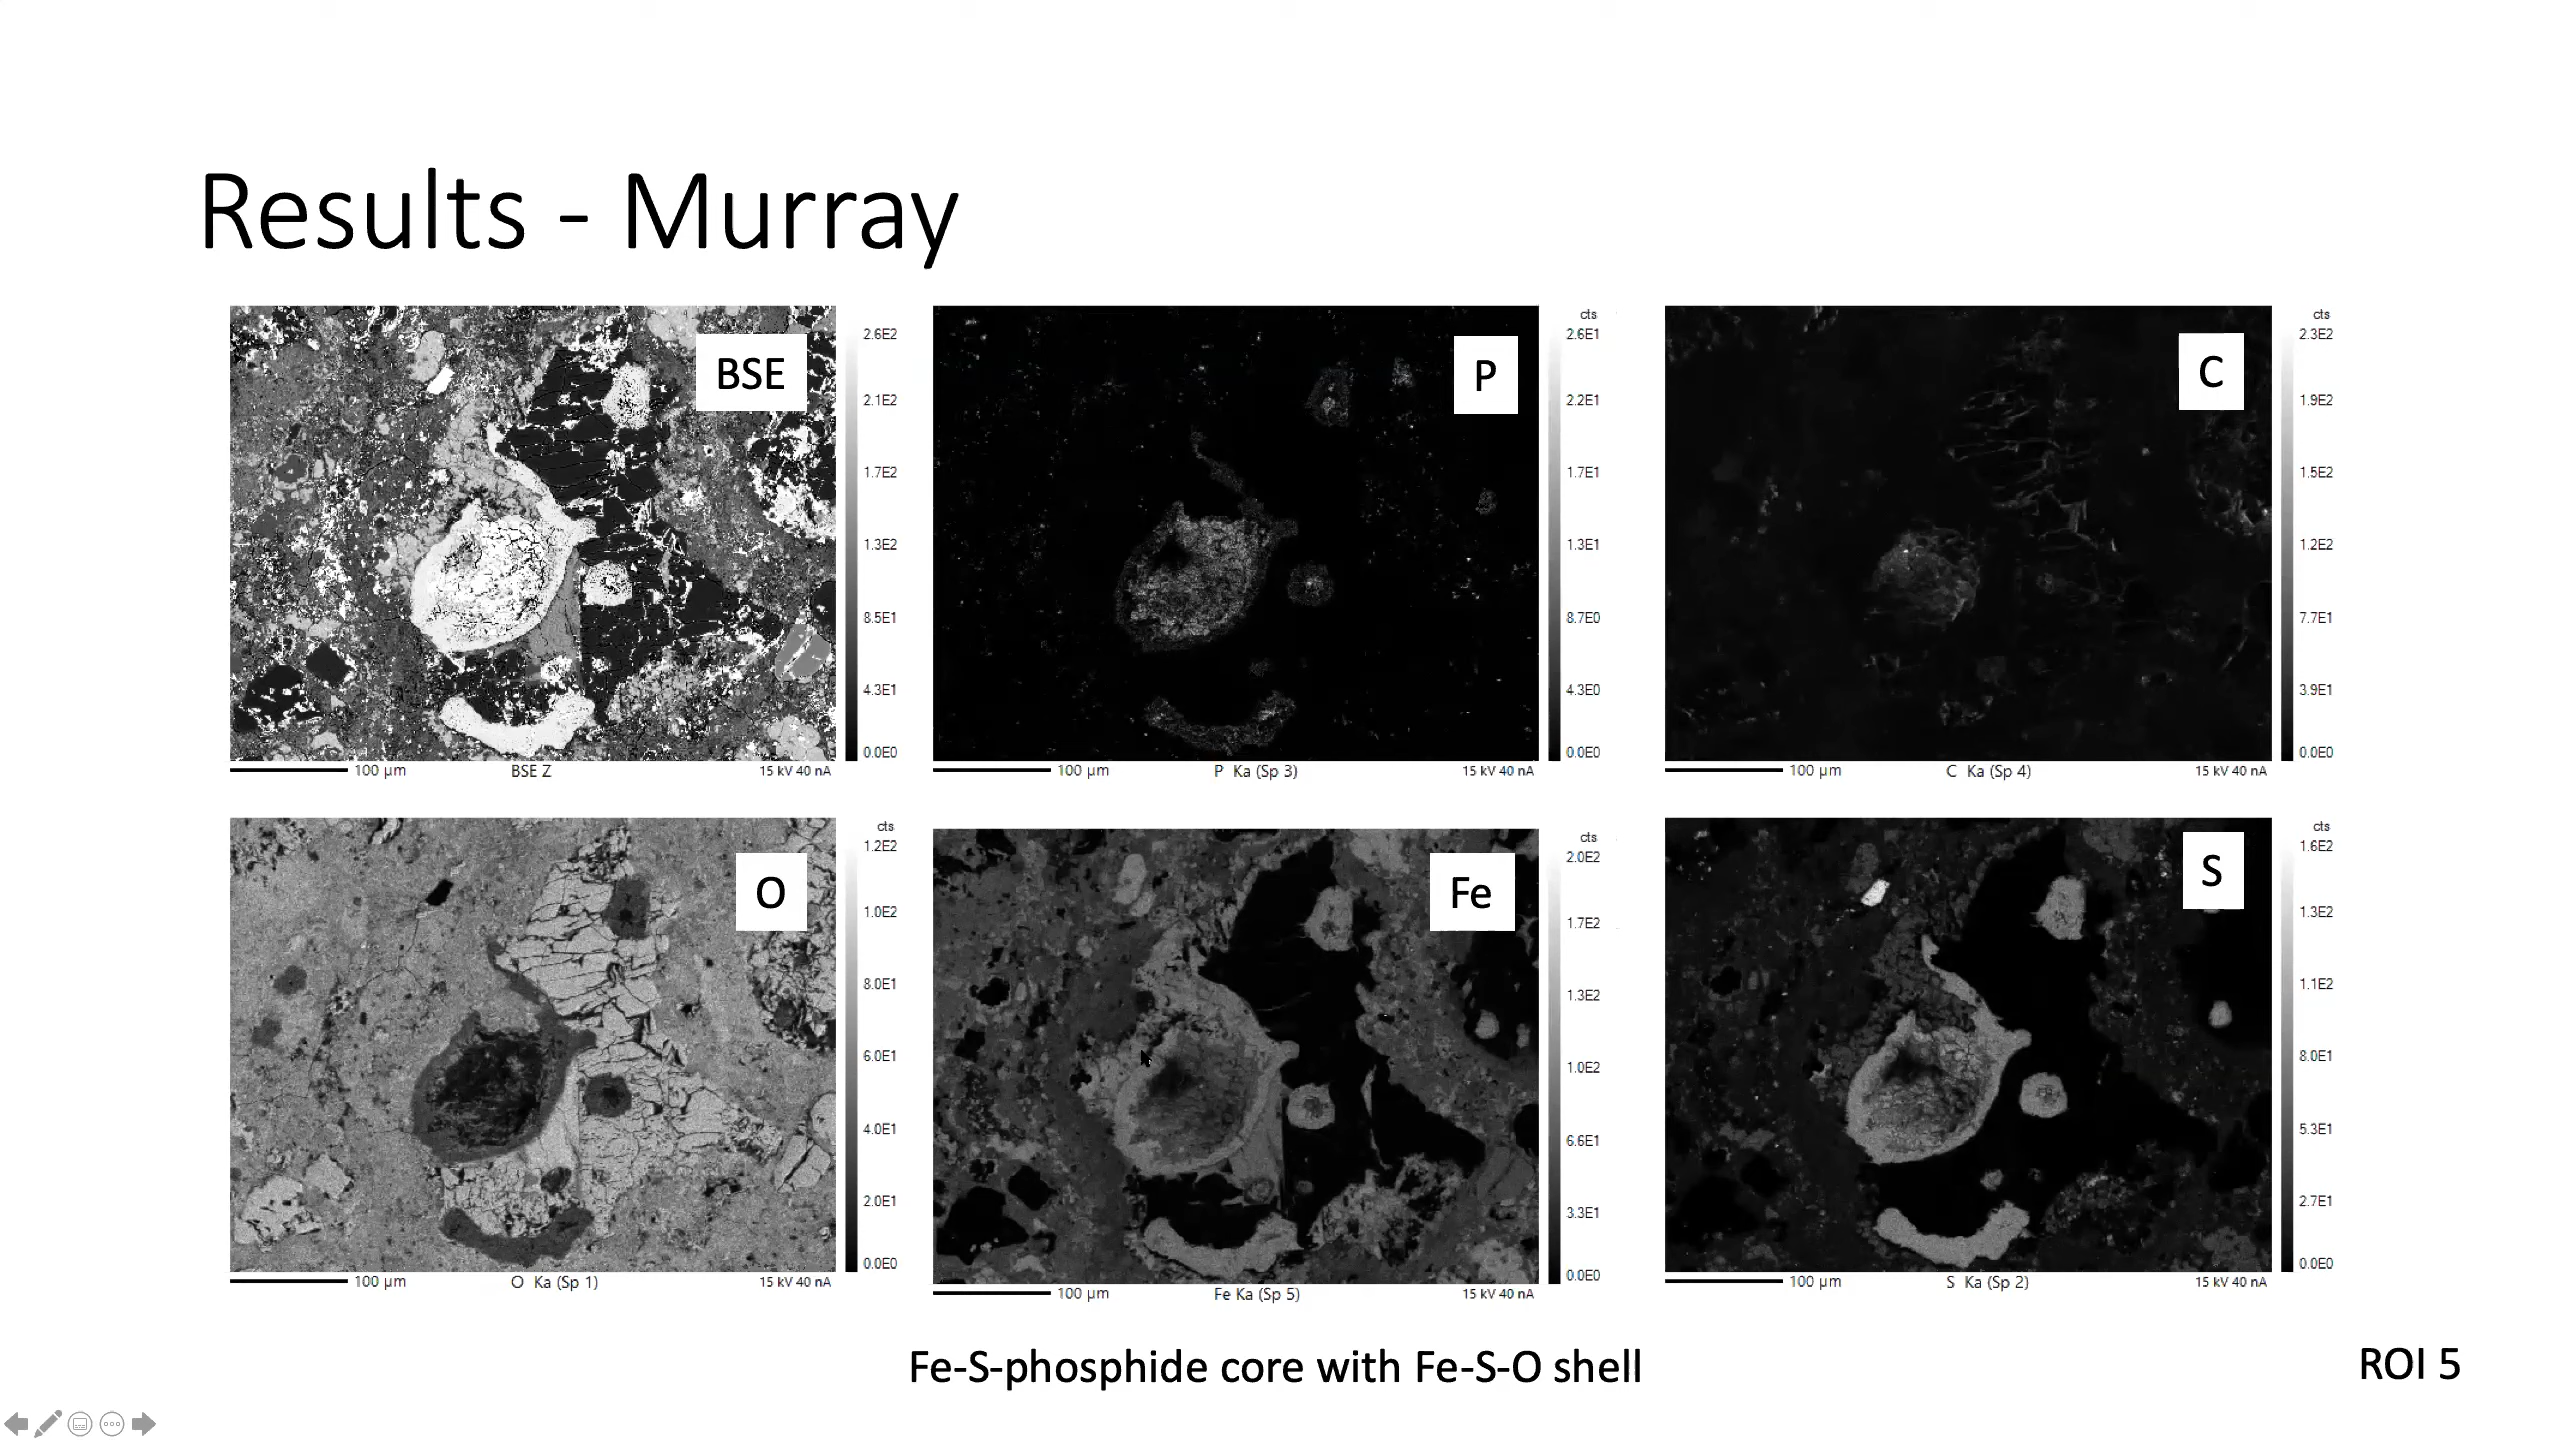 Results - Murray
BSE
2.6E2
2.1E2
1.7E2
1.3E2
8.5E1
4.3E1
0.0E0
100 µm BSE Z 15 kV 40 nA
P
cts
2.6E1
2.2E1
1.7E1
1.3E1
8.7E0
4.3E0
0.0E0
100 µm P Ka (Sp 3) 15 kV 40 nA
C
cts
2.3E2
1.9E2
1.5E2
1.2E2
7.7E1
3.9E1
0.0E0
100 µm C Ka (Sp 4) 15 kV 40 nA
O
cts
1.2E2
1.0E2
8.0E1
6.0E1
4.0E1
2.0E1
0.0E0
100 µm O Ka (Sp 1) 15 kV 40 nA
Fe
cts
2.0E2
1.7E2
1.3E2
1.0E2
6.6E1
3.3E1
0.0E0
100 µm Fe Ka (Sp 5) 15 kV 40 nA
S
cts
1.6E2
1.3E2
1.1E2
8.0E1
5.3E1
2.7E1
0.0E0
100 µm S Ka (Sp 2) 15 kV 40 nA
Fe-S-phosphide core with Fe-S-O shell
ROI 5